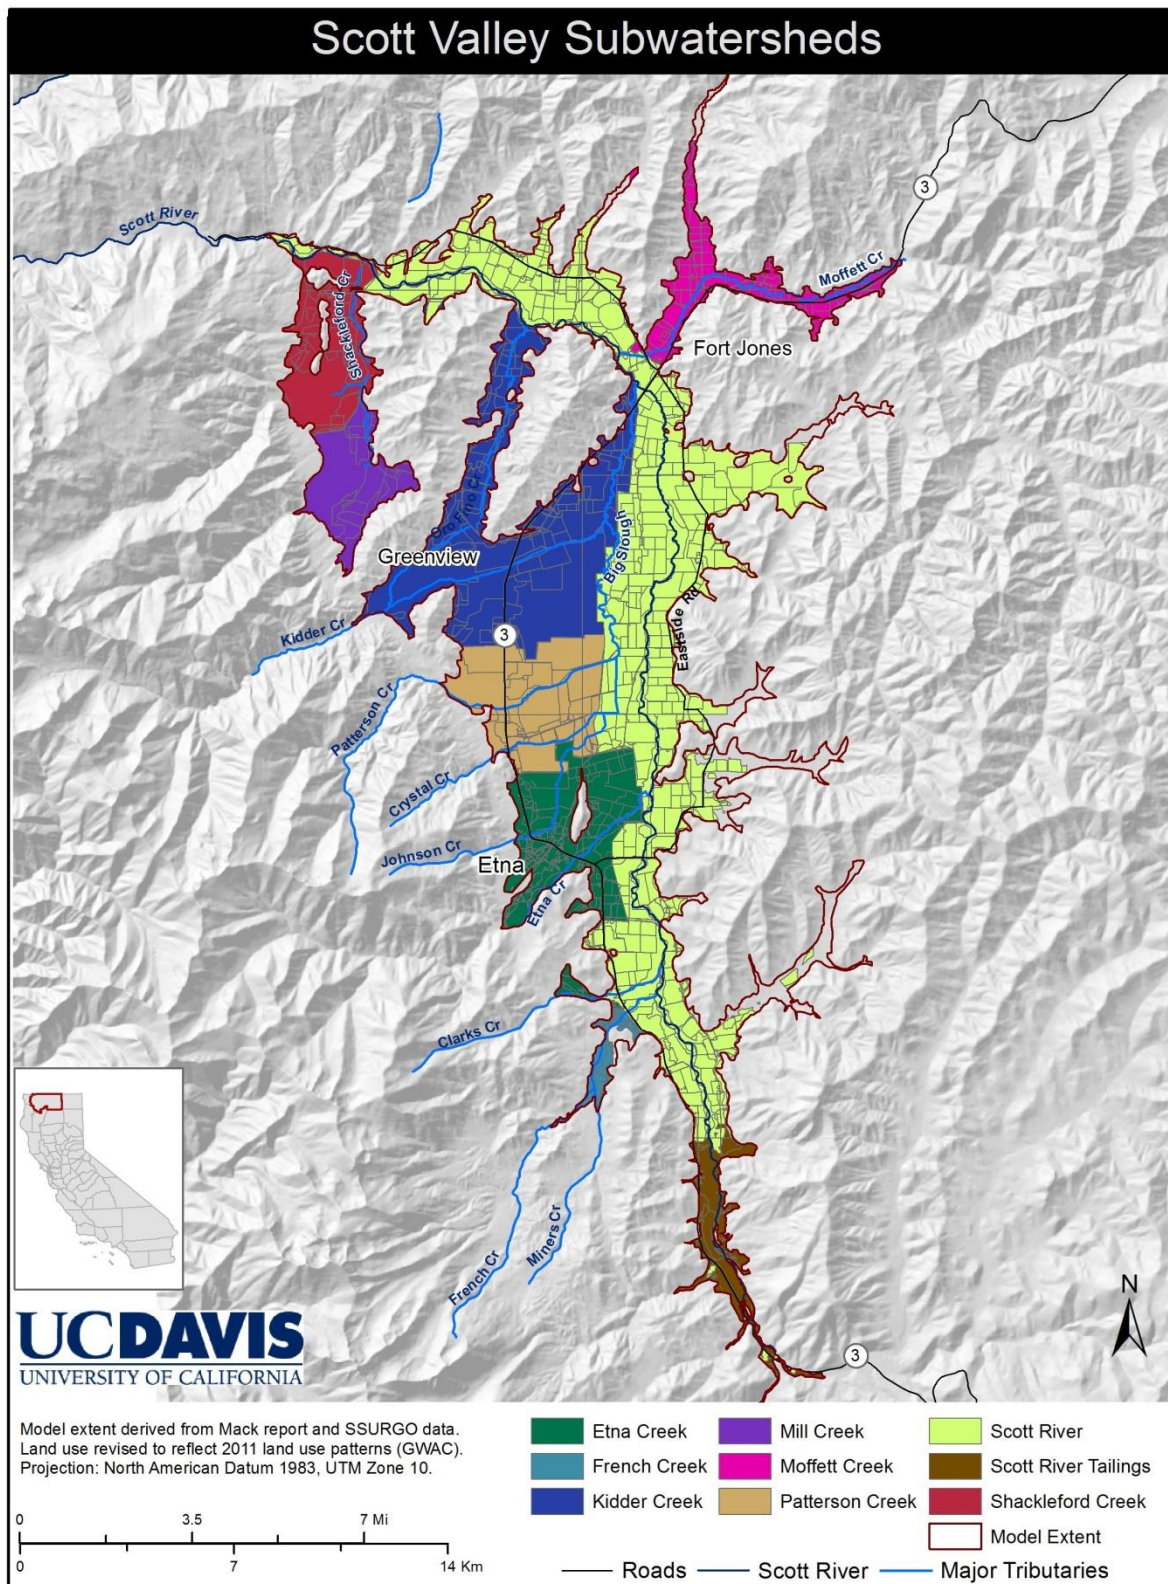 Scott Valley Subwatersheds
3
Scott River
Moffett Cr
Shackleford Cr
Fort Jones
Oro Fino Cr
Greenview
Big Slough
Eastside Rd
Kidder Cr
3
Patterson Cr
Crystal Cr
Johnson Cr
Etna
Etna Cr
Clarks Cr
Miners Cr
French Cr
N
3
UCDAVIS
UNIVERSITY OF CALIFORNIA
Model extent derived from Mack report and SSURGO data.
Land use revised to reflect 2011 land use patterns (GWAC).
Projection: North American Datum 1983, UTM Zone 10.
0 3.5 7 Mi
0 7 14 Km
Etna Creek
French Creek
Kidder Creek
Mill Creek
Moffett Creek
Patterson Creek
Scott River
Scott River Tailings
Shackleford Creek
Model Extent
Roads
Scott River
Major Tributaries